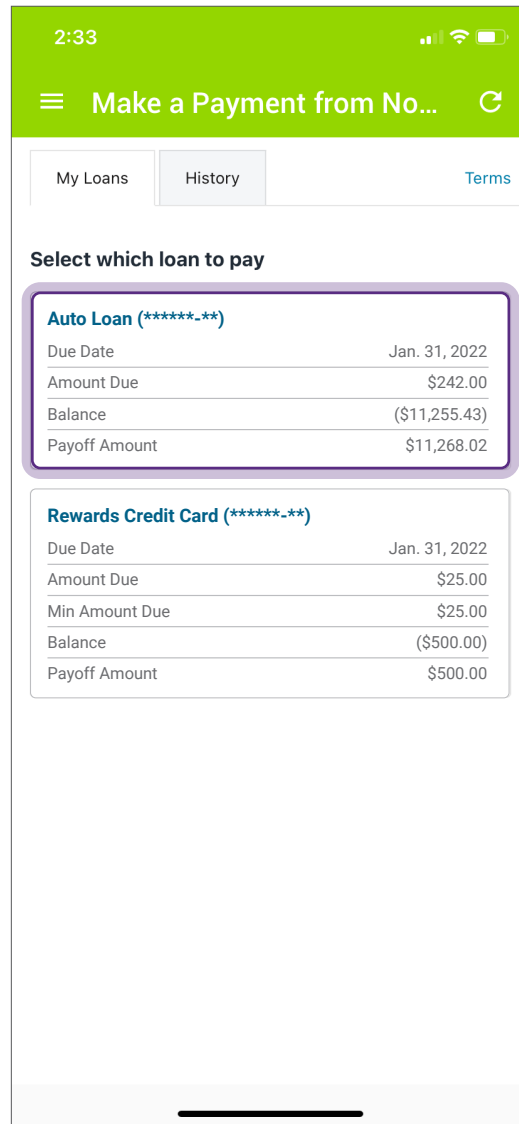 2:33
Make a Payment from No...
My Loans History Terms
Select which loan to pay
Auto Loan (******-**)
Due Date Jan. 31, 2022
Amount Due $242.00
Balance ($11,255.43)
Payoff Amount $11,268.02
Rewards Credit Card (******-**)
Due Date Jan. 31, 2022
Amount Due $25.00
Min Amount Due $25.00
Balance ($500.00)
Payoff Amount $500.00